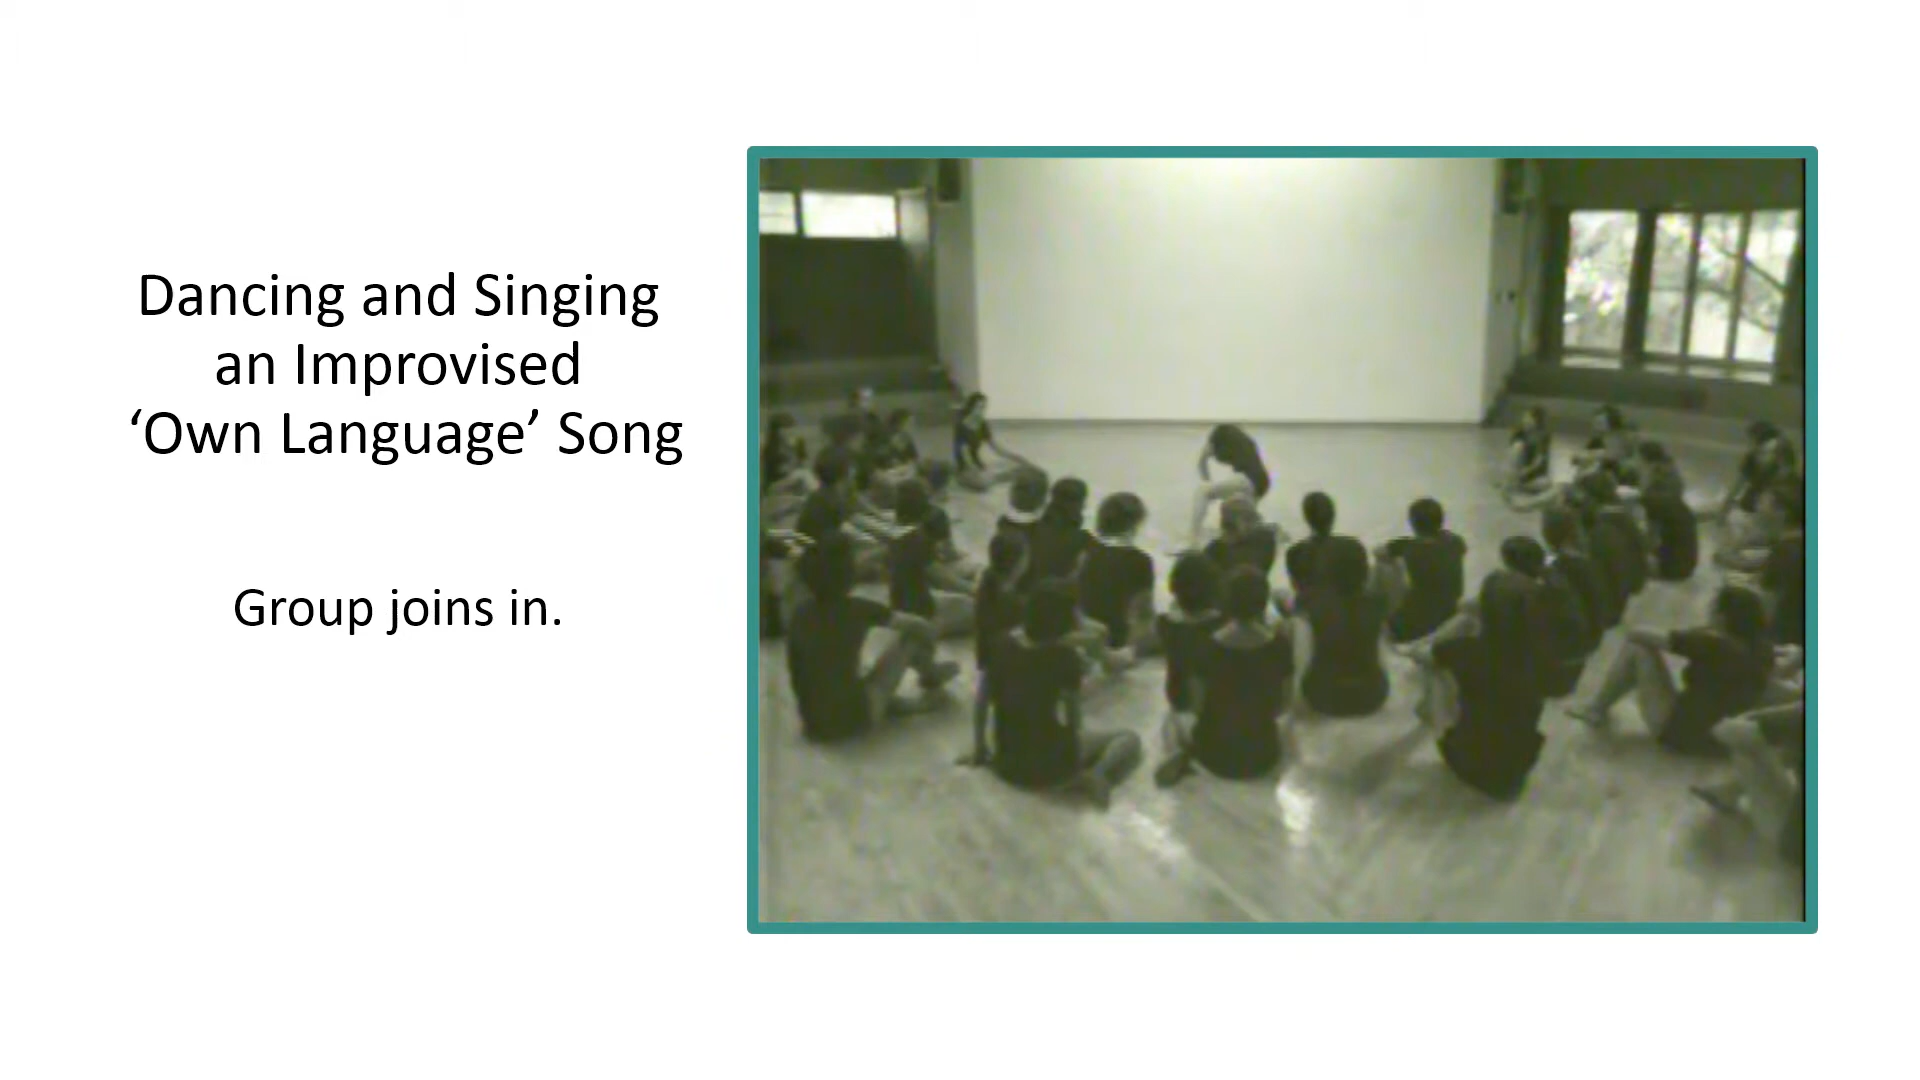 Dancing and Singing
an Improvised
‘Own Language’ Song
Group joins in.